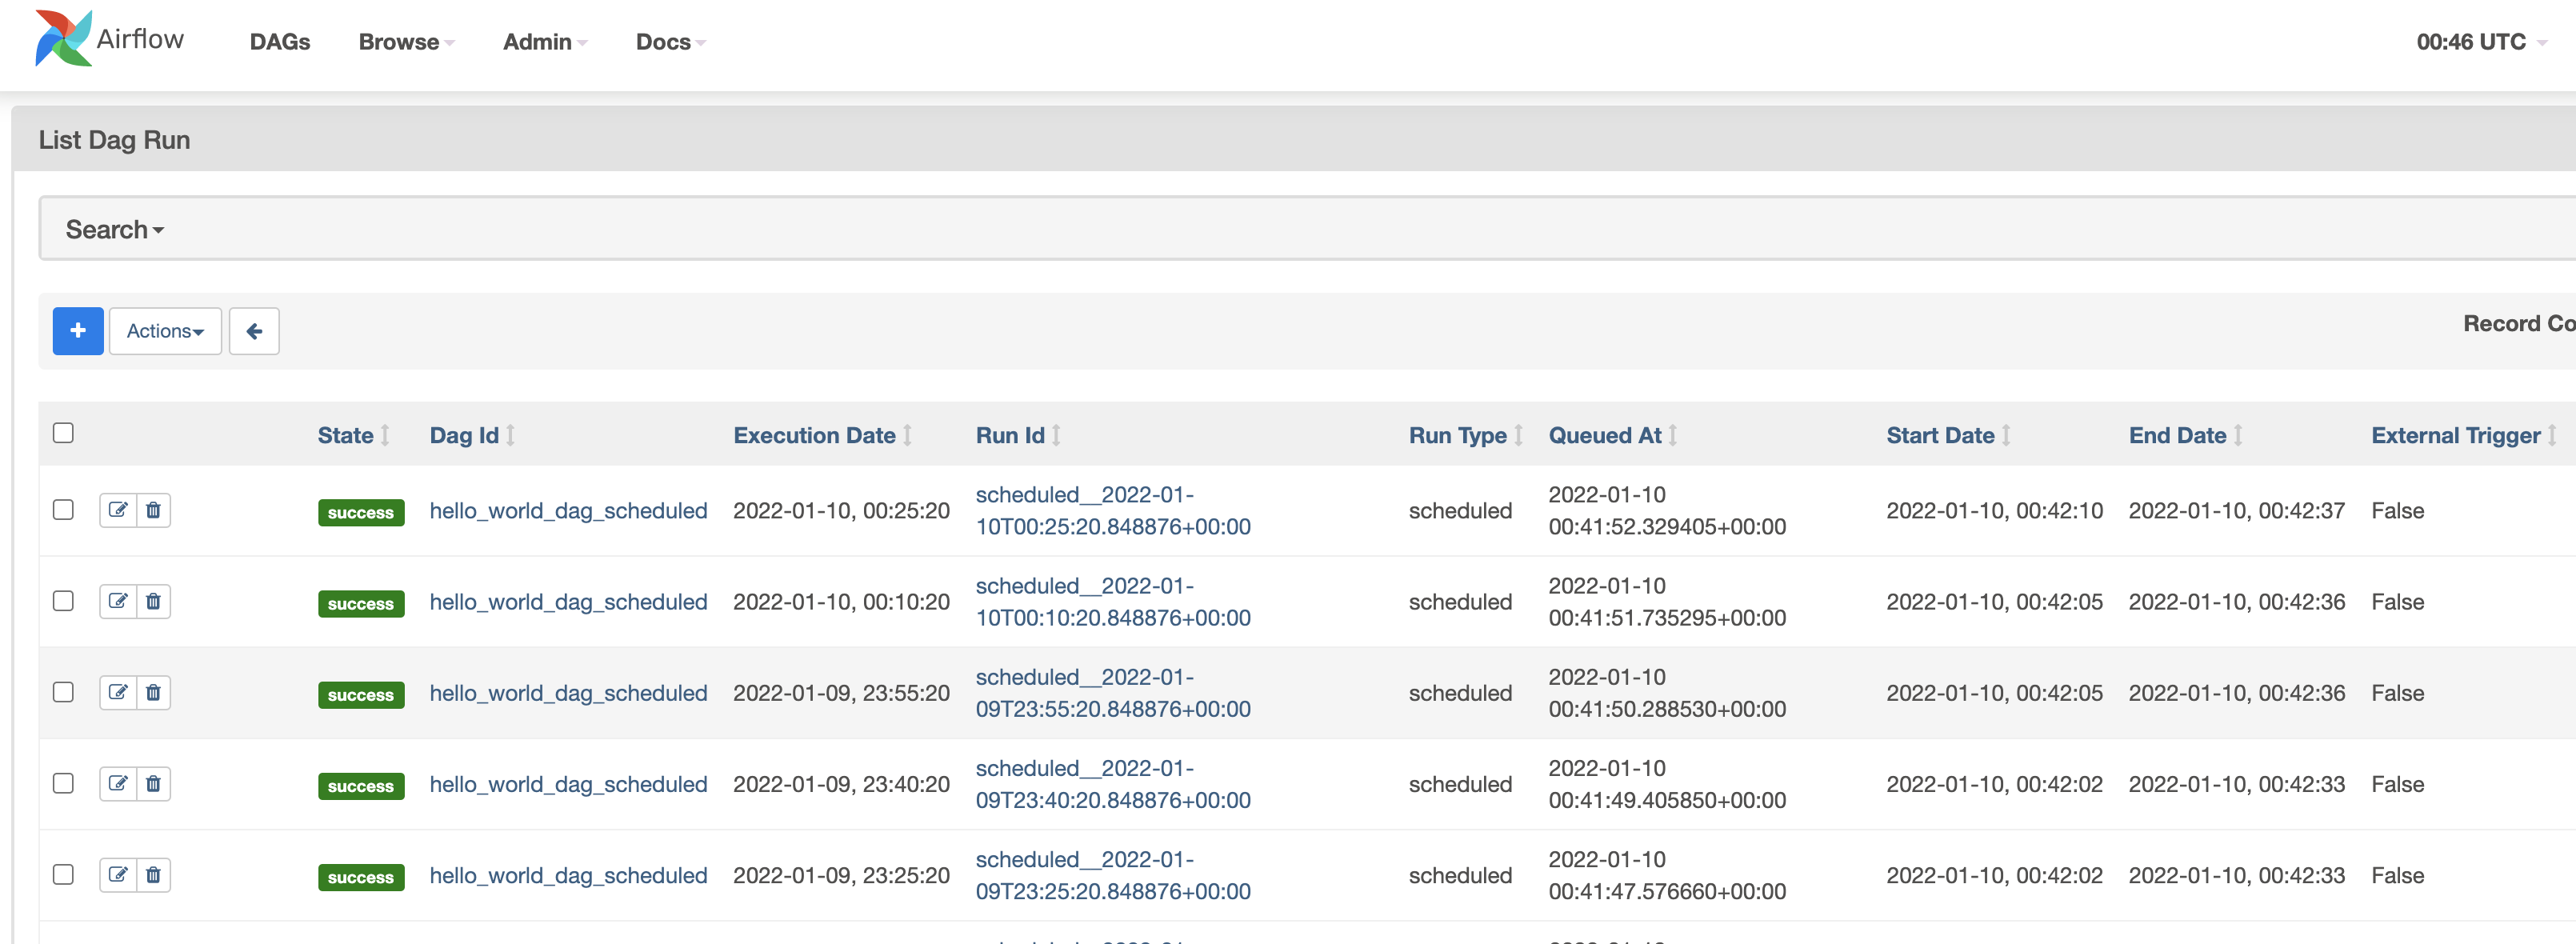 Airflow DAGs Browse Admin Docs 00:46 UTC
List Dag Run
Search
+ Actions Record Co
State Dag Id Execution Date Run Id Run Type Queued At Start Date End Date External Trigger
success hello_world_dag_scheduled 2022-01-10, 00:25:20 scheduled__2022-01-10T00:25:20.848876+00:00 scheduled 2022-01-10 00:41:52.329405+00:00 2022-01-10, 00:42:10 2022-01-10, 00:42:37 False
success hello_world_dag_scheduled 2022-01-10, 00:10:20 scheduled__2022-01-10T00:10:20.848876+00:00 scheduled 2022-01-10 00:41:51.735295+00:00 2022-01-10, 00:42:05 2022-01-10, 00:42:36 False
success hello_world_dag_scheduled 2022-01-09, 23:55:20 scheduled__2022-01-09T23:55:20.848876+00:00 scheduled 2022-01-10 00:41:50.288530+00:00 2022-01-10, 00:42:05 2022-01-10, 00:42:36 False
success hello_world_dag_scheduled 2022-01-09, 23:40:20 scheduled__2022-01-09T23:40:20.848876+00:00 scheduled 2022-01-10 00:41:49.405850+00:00 2022-01-10, 00:42:02 2022-01-10, 00:42:33 False
success hello_world_dag_scheduled 2022-01-09, 23:25:20 scheduled__2022-01-09T23:25:20.848876+00:00 scheduled 2022-01-10 00:41:47.576660+00:00 2022-01-10, 00:42:02 2022-01-10, 00:42:33 False